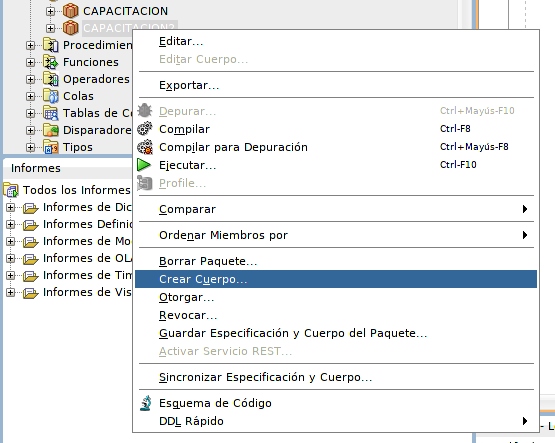 CAPACITACION
CAPACITACION2
Procedimien
Funciones
Operadores
Colas
Tablas de Co
Disparadore
Tipos
Informes
Todos los Informes
Informes de Dic
Informes Defini
Informes de Mo
Informes de OLA
Informes de Tim
Informes de Vis
Editar...
Editar Cuerpo...
Exportar...
Depurar... Ctrl+Mayús-F10
Compilar Ctrl-F8
Compilar para Depuración Ctrl+Mayús-F8
Ejecutar... Ctrl-F10
Profile...
Comparar
Ordenar Miembros por
Borrar Paquete...
Crear Cuerpo...
Otorgar...
Revocar...
Guardar Especificación y Cuerpo del Paquete...
Activar Servicio REST...
Sincronizar Especificación y Cuerpo...
Esquema de Código
DDL Rápido
- L